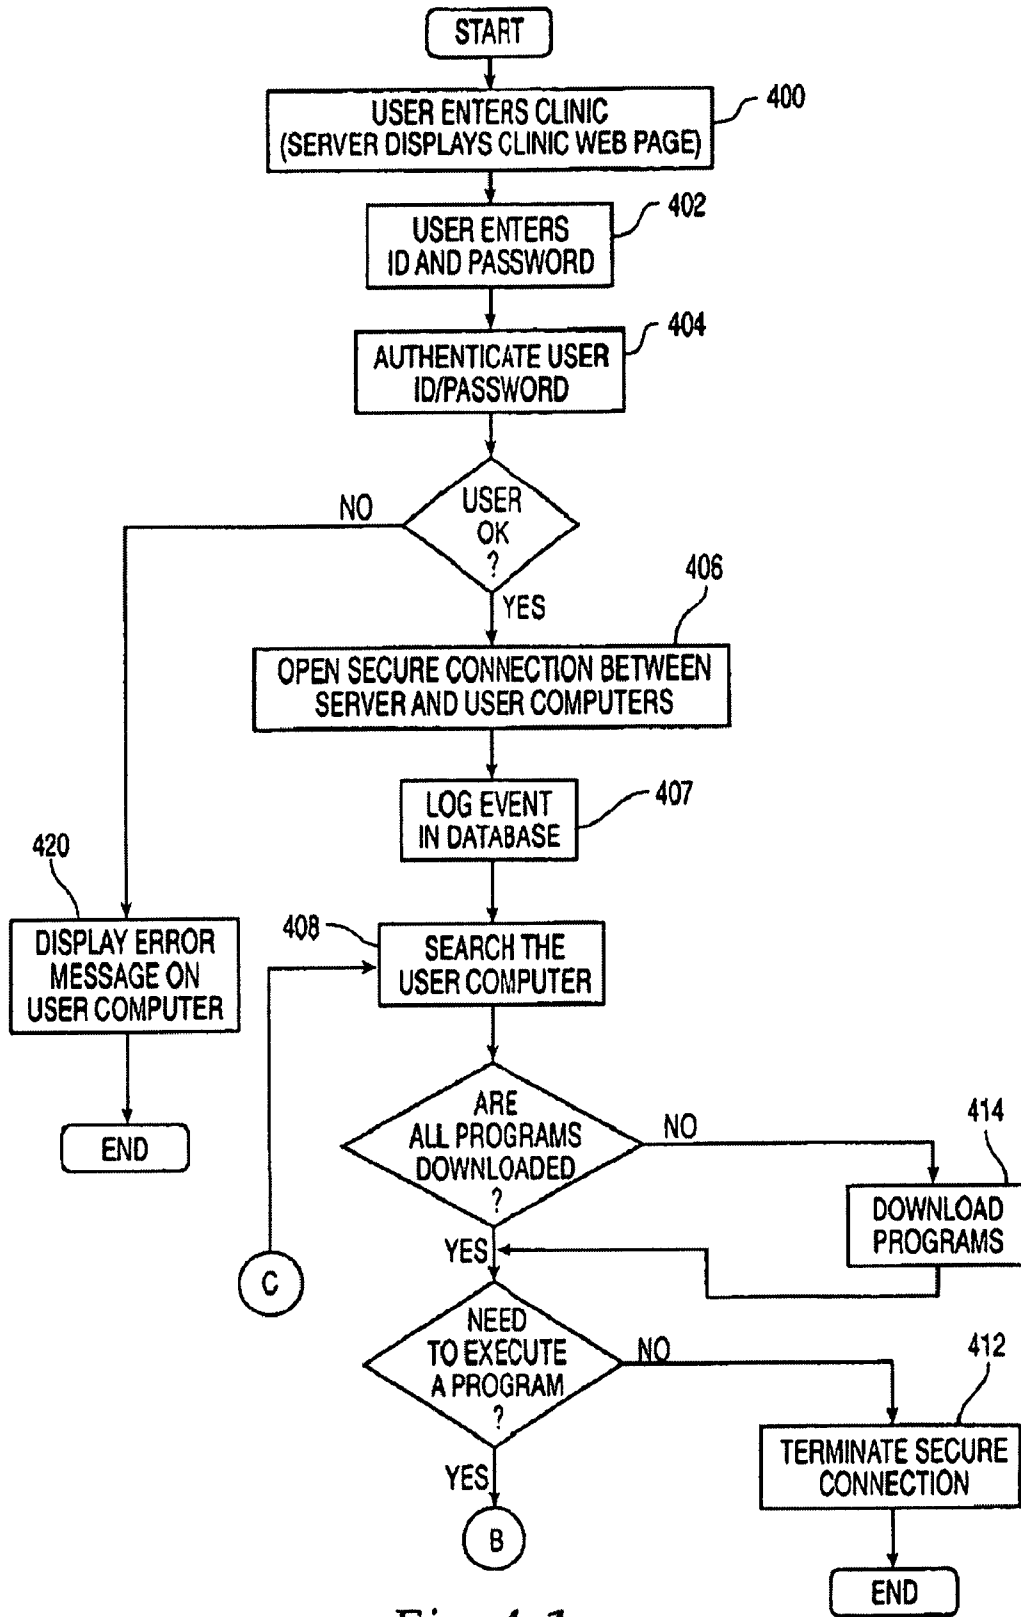 START
USER ENTERS CLINIC
(SERVER DISPLAYS CLINIC WEB PAGE)
400
USER ENTERS
ID AND PASSWORD
402
AUTHENTICATE USER
ID/PASSWORD
404
USER
OK
?
NO
YES
406
OPEN SECURE CONNECTION BETWEEN
SERVER AND USER COMPUTERS
LOG EVENT
IN DATABASE
407
420
DISPLAY ERROR
MESSAGE ON
USER COMPUTER
END
408
SEARCH THE
USER COMPUTER
ARE
ALL PROGRAMS
DOWNLOADED
?
NO
414
DOWNLOAD
PROGRAMS
YES
C
NEED
TO EXECUTE
A PROGRAM
?
NO
412
TERMINATE SECURE
CONNECTION
YES
B
END